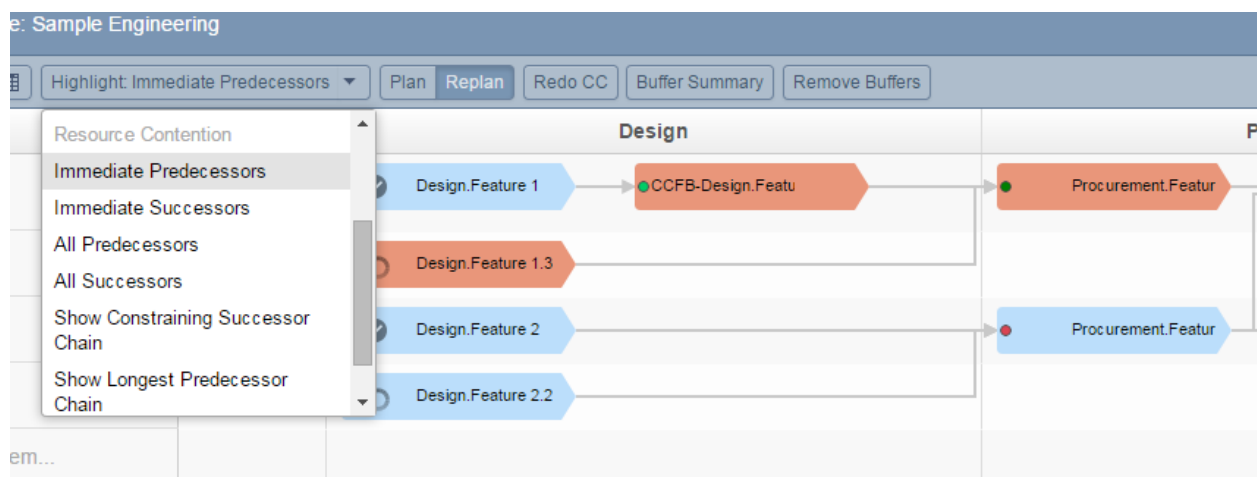 e: Sample Engineering
Highlight: Immediate Predecessors Plan Replan Redo CC Buffer Summary Remove Buffers
Resource Contention
Immediate Predecessors
Immediate Successors
All Predecessors
All Successors
Show Constraining Successor
Chain
Show Longest Predecessor
Chain
Design P
Design.Feature 1 CCFB-Design.Featu Procurement.Featur
Design.Feature 1.3
Design.Feature 2 Procurement.Featur
Design.Feature 2.2
em...